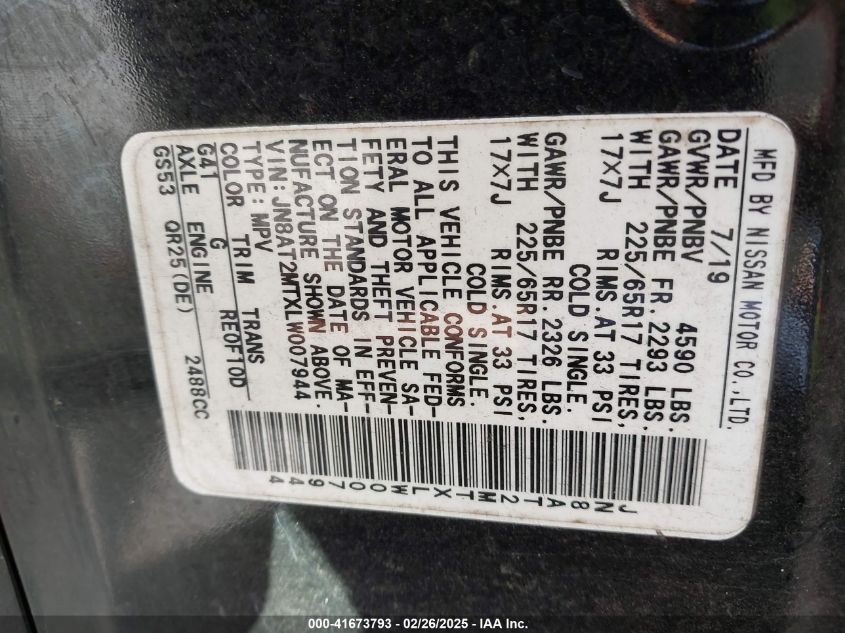 MFD BY NISSAN MOTOR CO.,LTD.
DATE 7/19
GVWR/PNBV 4590 LBS.
GAWR/PNBE FR. 2293 LBS.
WITH 225/65R17 TIRES,
17X7J RIMS.AT 33 PSI
COLD SINGLE.
GAWR/PNBE RR. 2326 LBS.
WITH 225/65R17 TIRES,
17X7J RIMS.AT 33 PSI
COLD SINGLE.
THIS VEHICLE CONFORMS
TO ALL APPLICABLE FED-
ERAL MOTOR VEHICLE SA-
FETY AND THEFT PREVEN-
TION STANDARDS IN EFF-
ECT ON THE DATE OF MA-
NUFACTURE SHOWN ABOVE.
VIN: JN8AT2MTXLW007944
TYPE: MPV
COLOR TRIM TRANS
G41 G RE0F10D
AXLE ENGINE
GS53 QR25(DE) 2488CC
JN8AT2MTXLW007944
000-41673793 - 02/26/2025 - IAA Inc.